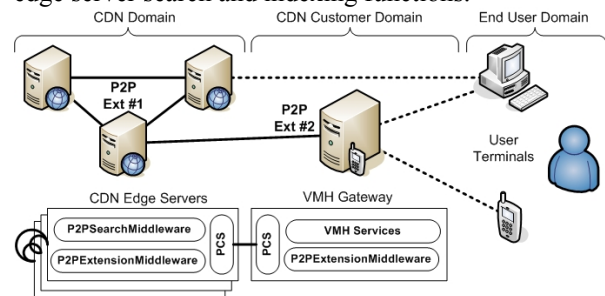 edge server search and indexing functions.
CDN Domain
CDN Customer Domain
End User Domain
P2P
Ext #1
P2P
Ext #2
User
Terminals
CDN Edge Servers
VMH Gateway
P2PSearchMiddleware
P2PExtensionMiddleware
PCS
PCS
VMH Services
P2PExtensionMiddleware